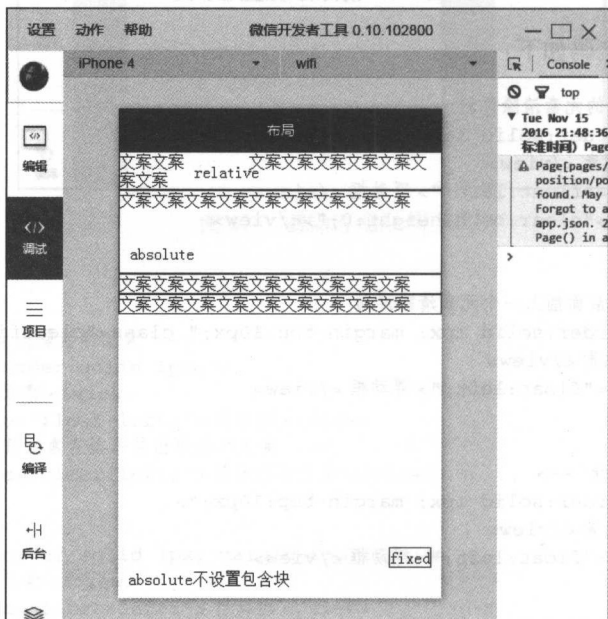 设置 动作 帮助 微信开发者工具 0.10.102800
iPhone 4 wifi
Console
top
编辑
调试
项目
编译
后台
布局
文案文案 relative 文案文案文案文案文
案文案
文案文案文案文案文案文案文案文案
absolute
文案文案文案文案文案文案文案文案
文案文案文案文案文案文案文案文案
fixed
absolute不设置包含块
Tue Nov 15
2016 21:48:36
标准时间) Page
Page[pages/
position/po
found. May
Forgot to a
app.json. 2
Page() in a